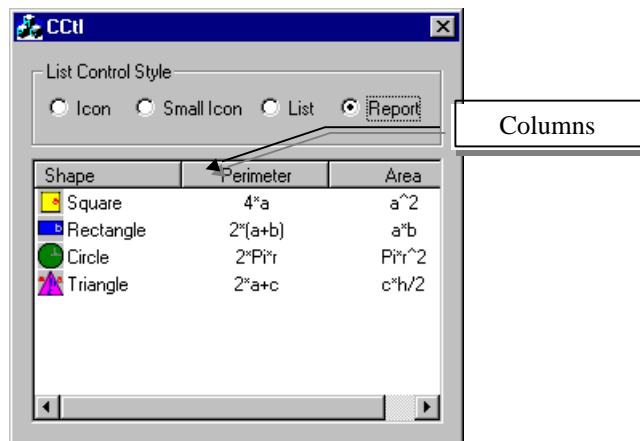 CCtl
List Control Style
Icon Small Icon List Report
Columns
Shape Perimeter Area
Square 4*a a^2
Rectangle 2*(a+b) a*b
Circle 2*Pi*r Pi*r^2
Triangle 2*a+c c*h/2